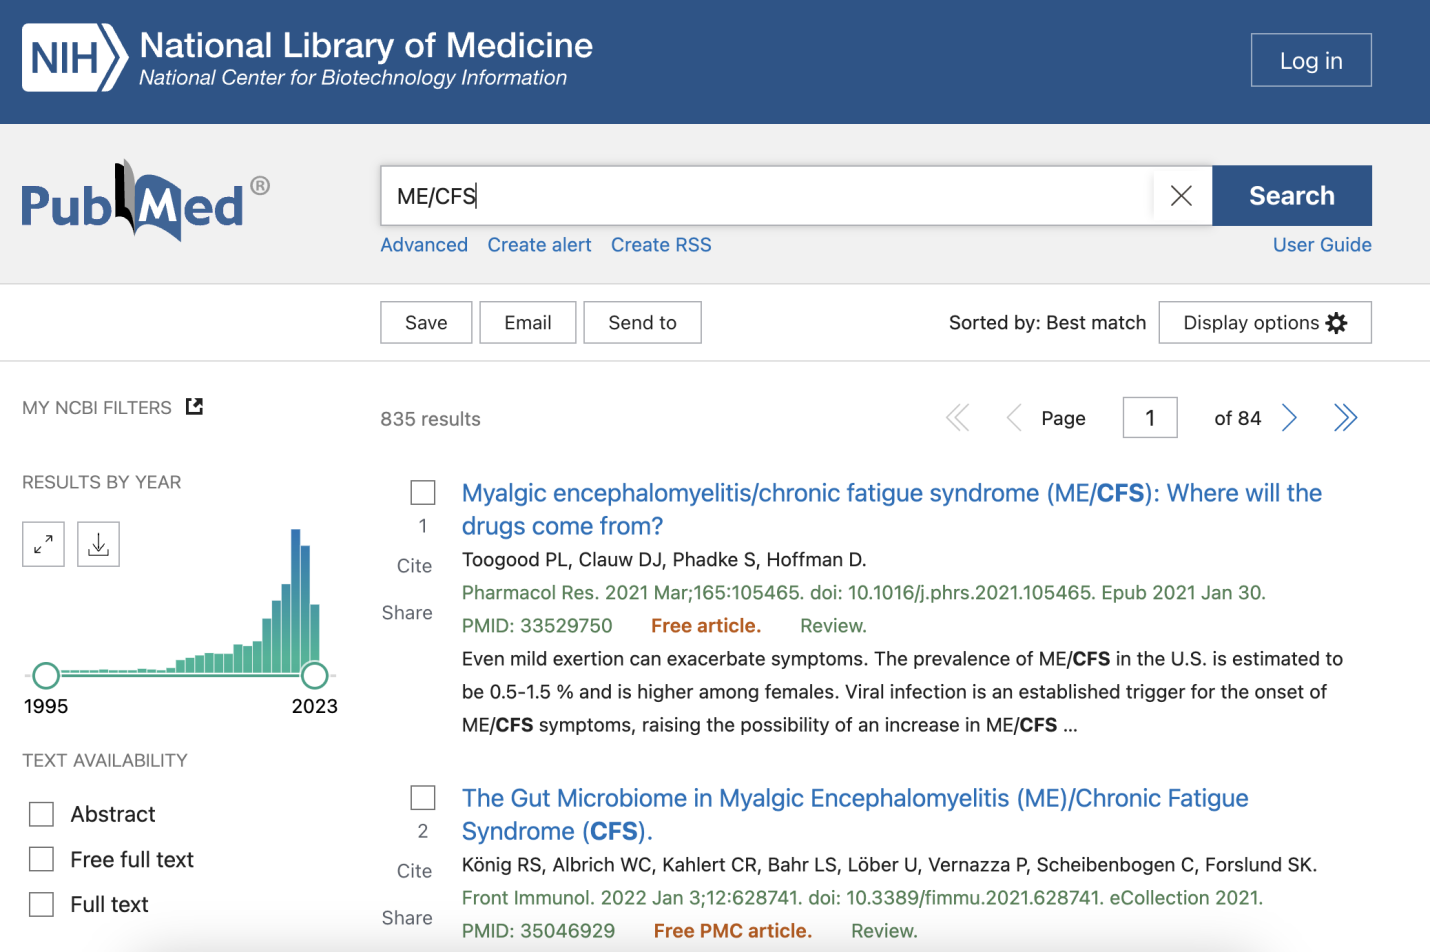 NIH National Library of Medicine
National Center for Biotechnology Information
Log in
PubMed®
ME/CFS
Search
Advanced Create alert Create RSS
User Guide
Save Email Send to
Sorted by: Best match
Display options
MY NCBI FILTERS
835 results
Page 1 of 84
RESULTS BY YEAR
1995
2023
TEXT AVAILABILITY
Abstract
Free full text
Full text
1
Cite
Share
Myalgic encephalomyelitis/chronic fatigue syndrome (ME/CFS): Where will the
drugs come from?
Toogood PL, Clauw DJ, Phadke S, Hoffman D.
Pharmacol Res. 2021 Mar;165:105465. doi: 10.1016/j.phrs.2021.105465. Epub 2021 Jan 30.
PMID: 33529750 Free article. Review.
Even mild exertion can exacerbate symptoms. The prevalence of ME/CFS in the U.S. is estimated to
be 0.5-1.5 % and is higher among females. Viral infection is an established trigger for the onset of
ME/CFS symptoms, raising the possibility of an increase in ME/CFS ...
2
Cite
Share
The Gut Microbiome in Myalgic Encephalomyelitis (ME)/Chronic Fatigue
Syndrome (CFS).
König RS, Albrich WC, Kahlert CR, Bahr LS, Löber U, Vernazza P, Scheibenbogen C, Forslund SK.
Front Immunol. 2022 Jan 3;12:628741. doi: 10.3389/fimmu.2021.628741. eCollection 2021.
PMID: 35046929 Free PMC article. Review.